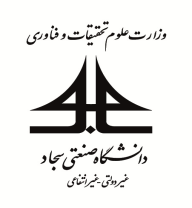 وزارت علوم تحقیقات و فناوری
دانشگاه صنعتی سجاد
غیردولتی-غیرانتفاعی